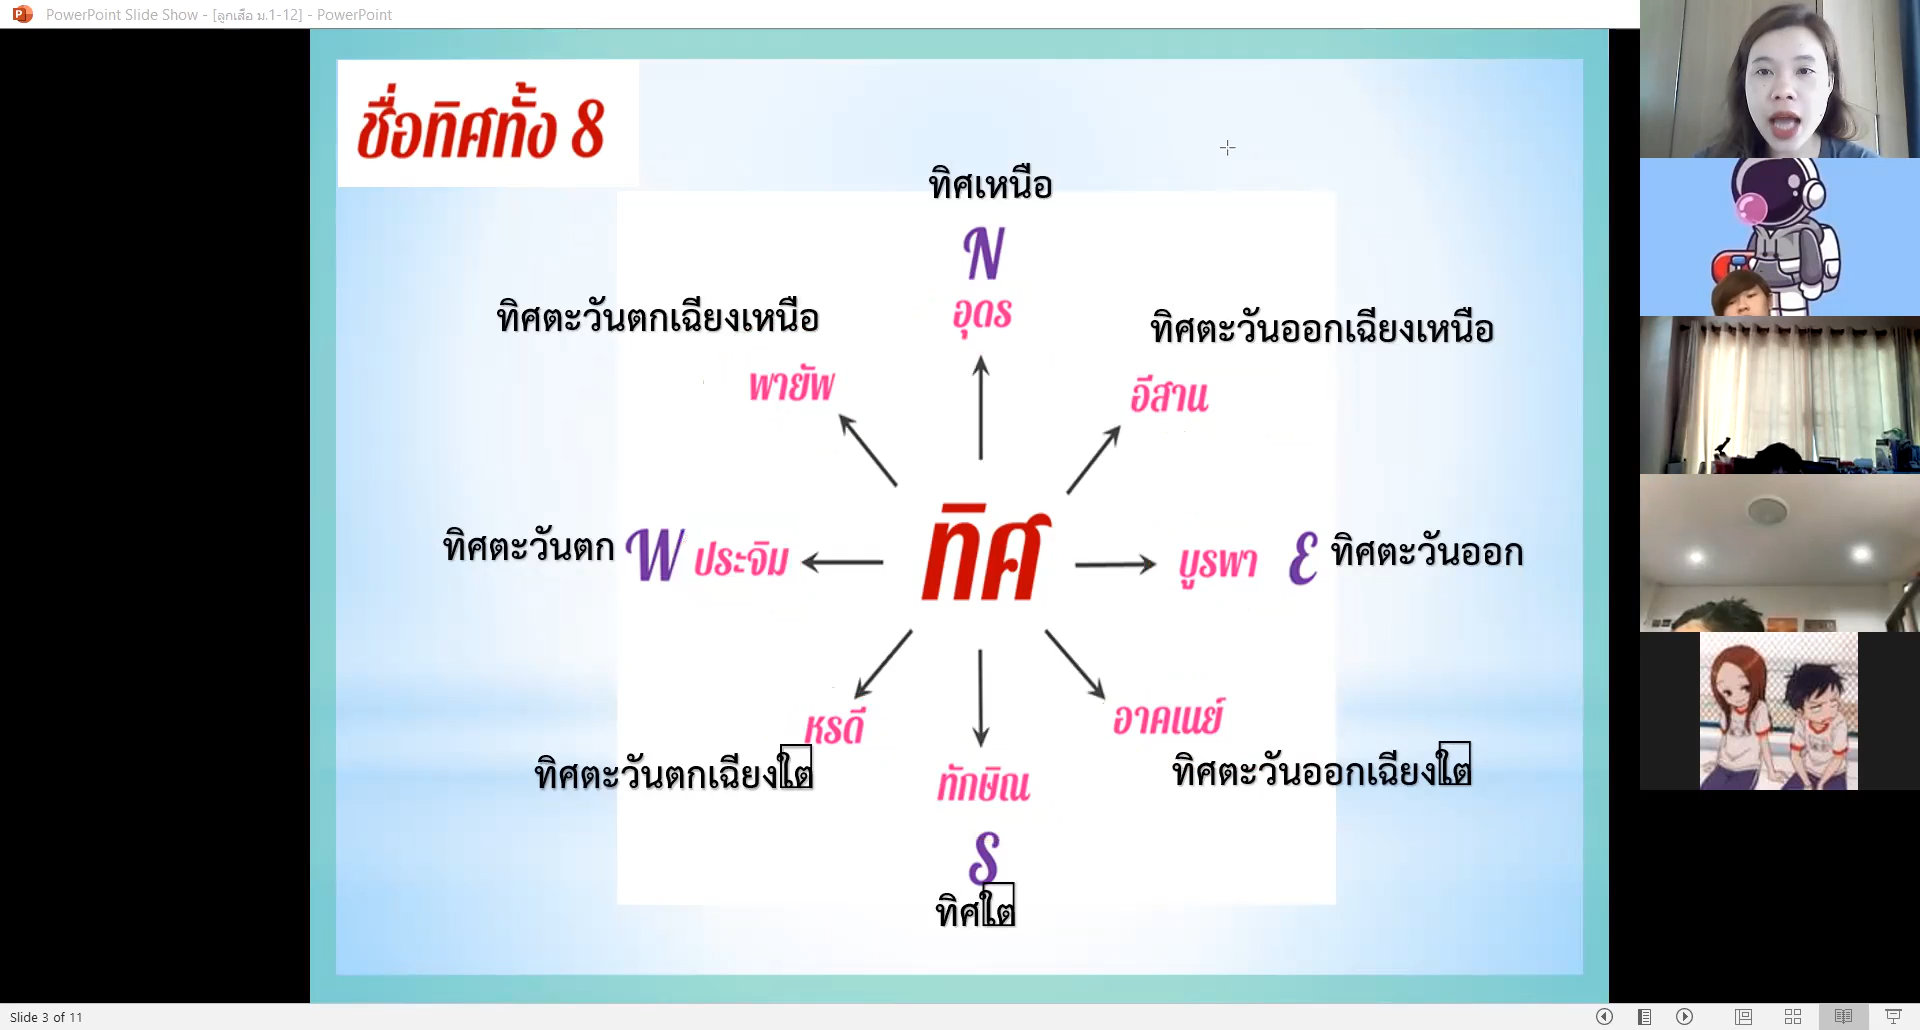 PowerPoint Slide Show - [ลูกเสือ ม.1-12] - PowerPoint
ชื่อทิศทั้ง 8
ทิศเหนือ
N
อุดร
ทิศตะวันตกเฉียงเหนือ
พายัพ
ทิศตะวันออกเฉียงเหนือ
อีสาน
ทิศตะวันตก W ประจิม
ทิศ
บูรพา E ทิศตะวันออก
หรดี
ทิศตะวันตกเฉียงใต
อาคเนย์
ทิศตะวันออกเฉียงใต
ทักษิณ
S
ทิศใต
Slide 3 of 11